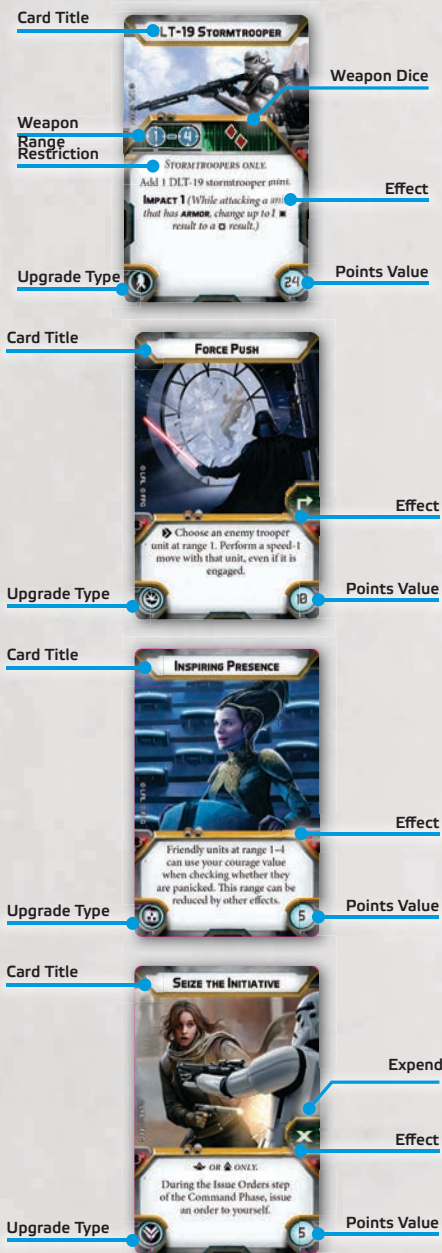 Card Title
DLT-19 Stormtrooper
Weapon Dice
Weapon
Range
Restriction
1-4
Stormtroopers only.
Add 1 DLT-19 stormtrooper mini.
Effect
Impact 1 (While attacking a unit
that has armor, change up to 1
result to a result.)
Upgrade Type
24
Points Value
Card Title
Force Push
Effect
Choose an enemy trooper
unit at range 1. Perform a speed-1
move with that unit, even if it is
engaged.
Upgrade Type
10
Points Value
Card Title
Inspiring Presence
Effect
Friendly units at range 1–4
can use your courage value
when checking whether they
are panicked. This range can be
reduced by other effects.
Upgrade Type
5
Points Value
Card Title
Seize the Initiative
Expend
Effect
or only.
During the Issue Orders step
of the Command Phase, issue
an order to yourself.
Upgrade Type
5
Points Value